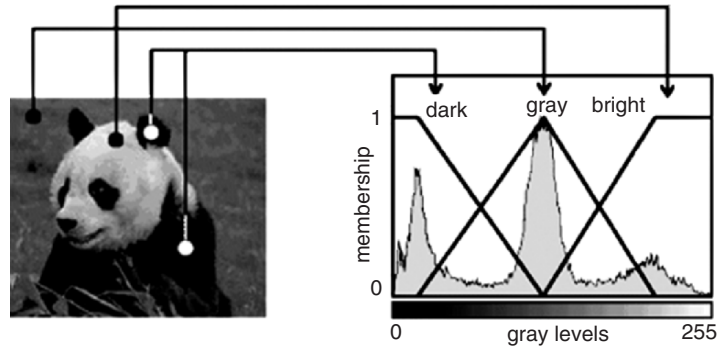 dark gray bright
1
membership
0
0 255
gray levels